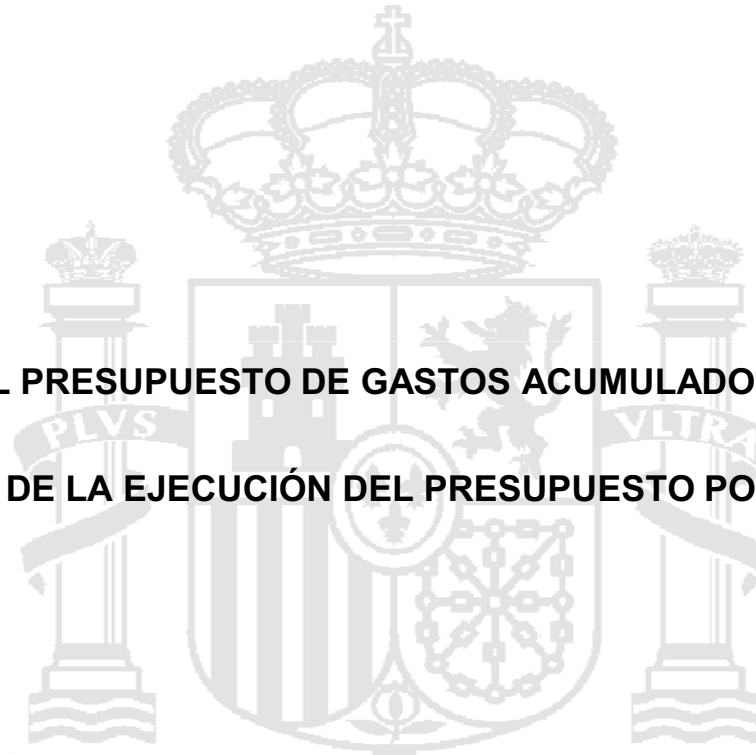 L PRESUPUESTO DE GASTOS ACUMULADO
DE LA EJECUCIÓN DEL PRESUPUESTO PO
PLVS
VLTRA